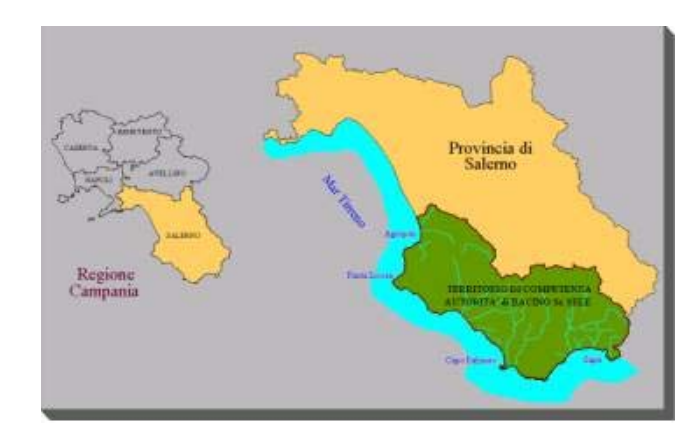 BENEVENTO
CASERTA
NAPOLI
AVELLINO
SALERNO
Regione
Campania
Provincia di
Salerno
Mar Tirreno
Agropoli
Punta Licosa
TERRITORIO DI COMPETENZA
AUTORITA' di BACINO Sx SELE
Capo Palinuro
Sapri